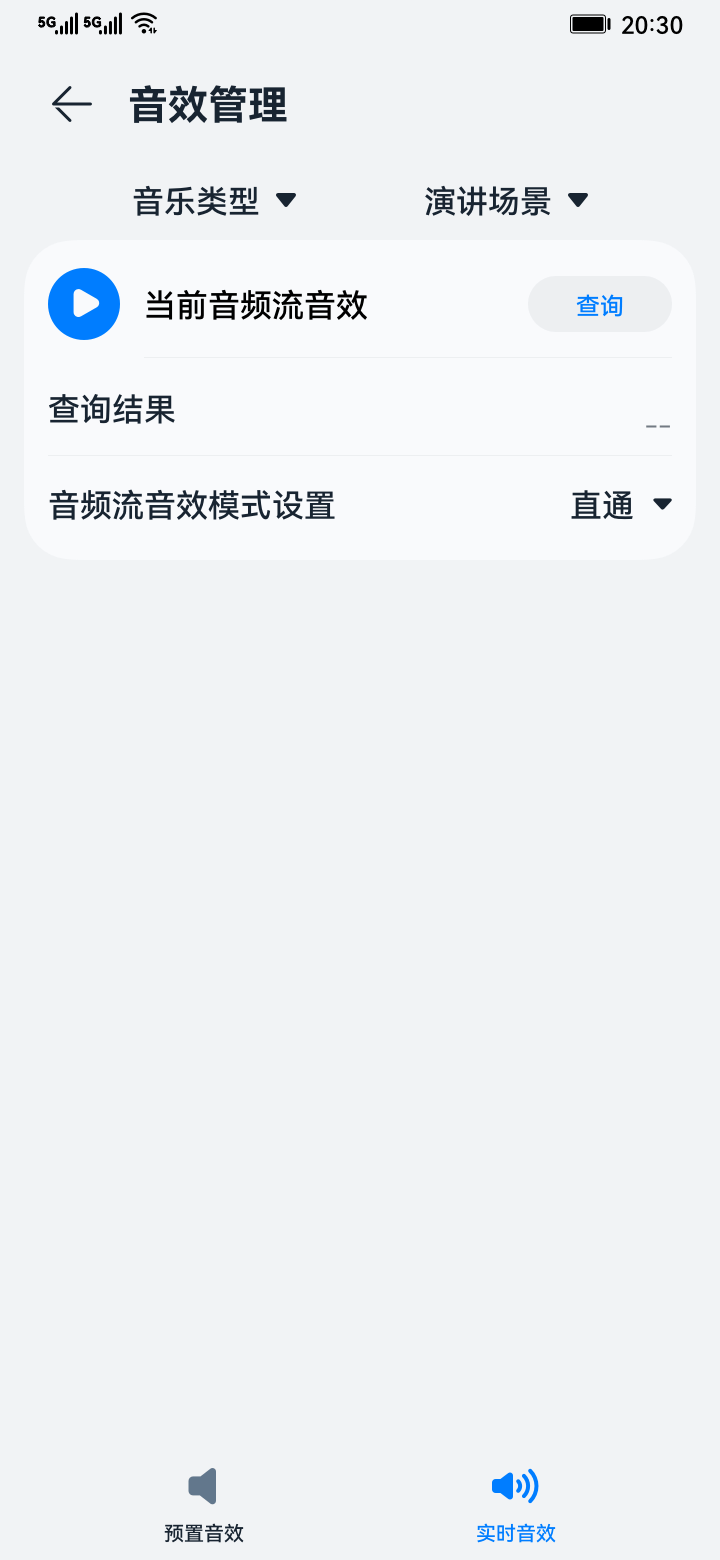 5G 5G 20:30
音效管理
音乐类型 演讲场景
当前音频流音效 查询
查询结果 --
音频流音效模式设置 直通
预置音效 实时音效